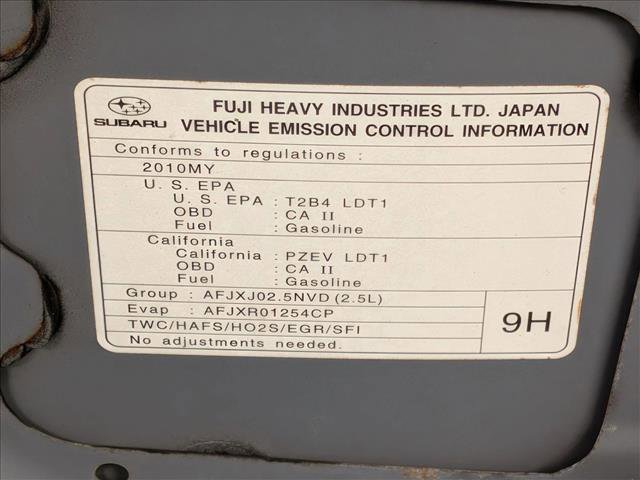 FUJI HEAVY INDUSTRIES LTD. JAPAN
SUBARU VEHICLE EMISSION CONTROL INFORMATION
Conforms to regulations :
2010MY
U. S. EPA
U. S. EPA : T2B4 LDT1
OBD : CA II
Fuel : Gasoline
California
California : PZEV LDT1
OBD : CA II
Fuel : Gasoline
Group : AFJXJ02.5NVD (2.5L)
Evap : AFJXR01254CP
TWC/HAFS/HO2S/EGR/SFI
No adjustments needed.
9H